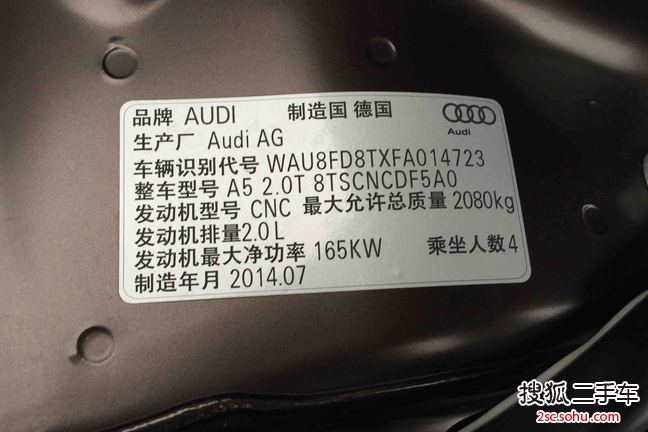 品牌 AUDI 制造国 德国
Audi
生产厂 Audi AG
车辆识别代号 WAU8FD8TXFA014723
整车型号 A5 2.0T 8TSCNCDF5A0
发动机型号 CNC 最大允许总质量 2080kg
发动机排量2.0L
发动机最大净功率 165KW 乘坐人数4
制造年月 2014.07
搜狐二手车
2sc.sohu.com